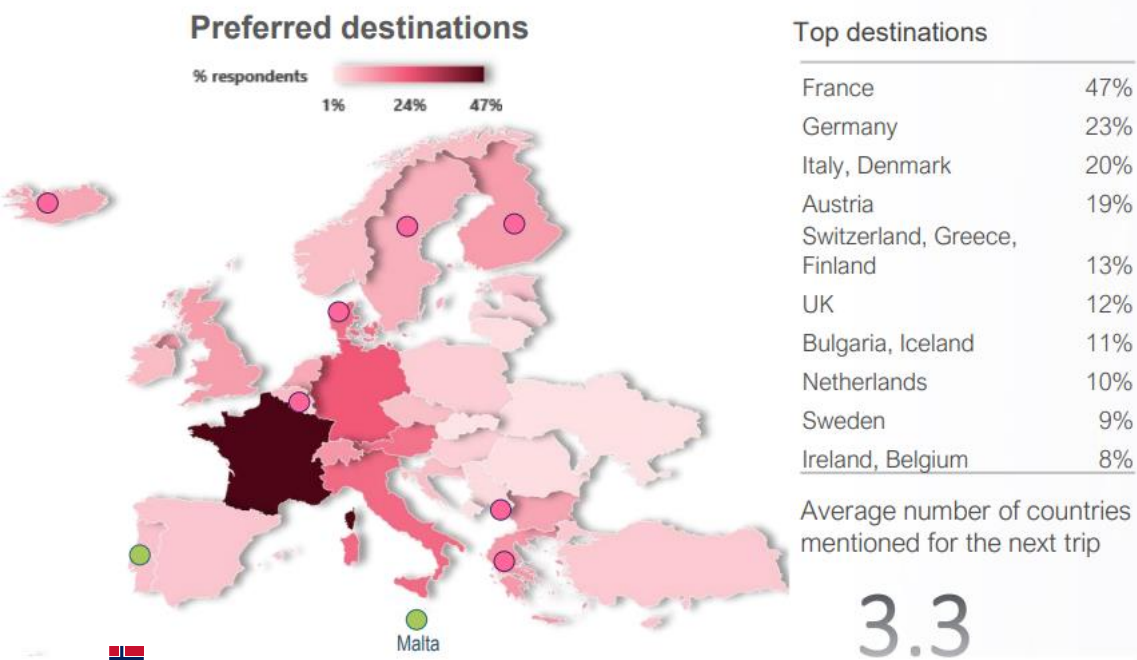 Preferred destinations
% respondents
1% 24% 47%
Malta
Top destinations
France 47%
Germany 23%
Italy, Denmark 20%
Austria 19%
Switzerland, Greece,
Finland 13%
UK 12%
Bulgaria, Iceland 11%
Netherlands 10%
Sweden 9%
Ireland, Belgium 8%
Average number of countries
mentioned for the next trip
3.3